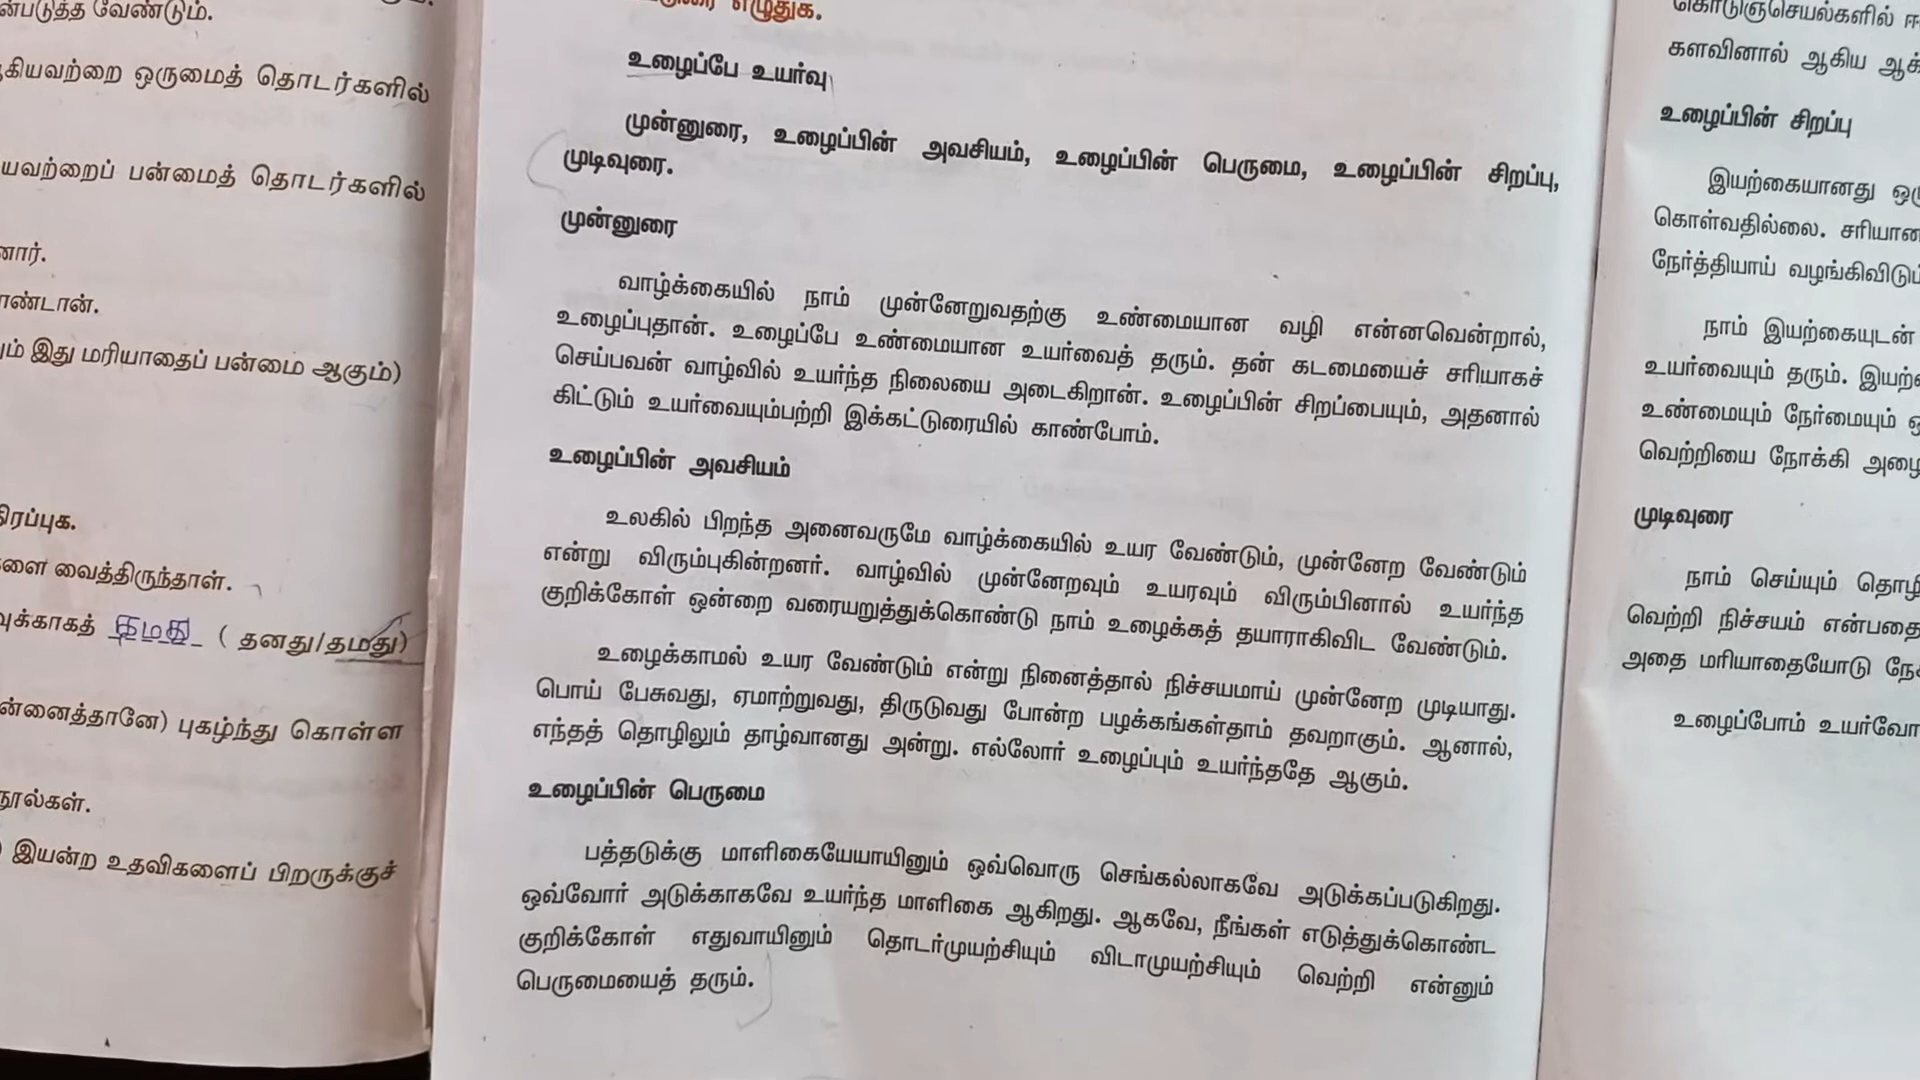 வேண்டும்.
ஒருமைத் தொடர்களில்
பன்மைத் தொடர்களில்
இது மரியாதைப் பன்மை ஆகும்)
வைத்திருந்தாள்.
தமது ( தனது/தமது)
புகழ்ந்து கொள்ள
இயன்ற உதவிகளைப் பிறருக்குச்
எழுதுக.
உழைப்பே உயர்வு
முன்னுரை, உழைப்பின் அவசியம், உழைப்பின் பெருமை, உழைப்பின் சிறப்பு,
முடிவுரை.
முன்னுரை
வாழ்க்கையில் நாம் முன்னேறுவதற்கு உண்மையான வழி என்னவென்றால்,
உழைப்புதான். உழைப்பே உண்மையான உயர்வைத் தரும். தன் கடமையைச் சரியாகச்
செய்பவன் வாழ்வில் உயர்ந்த நிலையை அடைகிறான். உழைப்பின் சிறப்பையும், அதனால்
கிட்டும் உயர்வையும்பற்றி இக்கட்டுரையில் காண்போம்.
உழைப்பின் அவசியம்
உலகில் பிறந்த அனைவருமே வாழ்க்கையில் உயர வேண்டும், முன்னேற வேண்டும்
என்று விரும்புகின்றனர். வாழ்வில் முன்னேறவும் உயரவும் விரும்பினால் உயர்ந்த
குறிக்கோள் ஒன்றை வரையறுத்துக்கொண்டு நாம் உழைக்கத் தயாராகிவிட வேண்டும்.
உழைக்காமல் உயர வேண்டும் என்று நினைத்தால் நிச்சயமாய் முன்னேற முடியாது.
பொய் பேசுவது, ஏமாற்றுவது, திருடுவது போன்ற பழக்கங்கள்தாம் தவறாகும். ஆனால்,
எந்தத் தொழிலும் தாழ்வானது அன்று. எல்லோர் உழைப்பும் உயர்ந்ததே ஆகும்.
உழைப்பின் பெருமை
பத்தடுக்கு மாளிகையேயாயினும் ஒவ்வொரு செங்கல்லாகவே அடுக்கப்படுகிறது.
ஒவ்வோர் அடுக்காகவே உயர்ந்த மாளிகை ஆகிறது. ஆகவே, நீங்கள் எடுத்துக்கொண்ட
குறிக்கோள் எதுவாயினும் தொடர்முயற்சியும் விடாமுயற்சியும் வெற்றி என்னும்
பெருமையைத் தரும்.
களவினால் ஆகிய
உழைப்பின் சிறப்பு
இயற்கையானது
கொள்வதில்லை.
நேர்த்தியாய்
நாம் இயற்கையுடன்
உயர்வையும் தரும்.
உண்மையும் நேர்மையும்
வெற்றியை நோக்கி
முடிவுரை
நாம் செய்யும்
வெற்றி நிச்சயம்
அதை மரியாதையோடு
உழைப்போம்